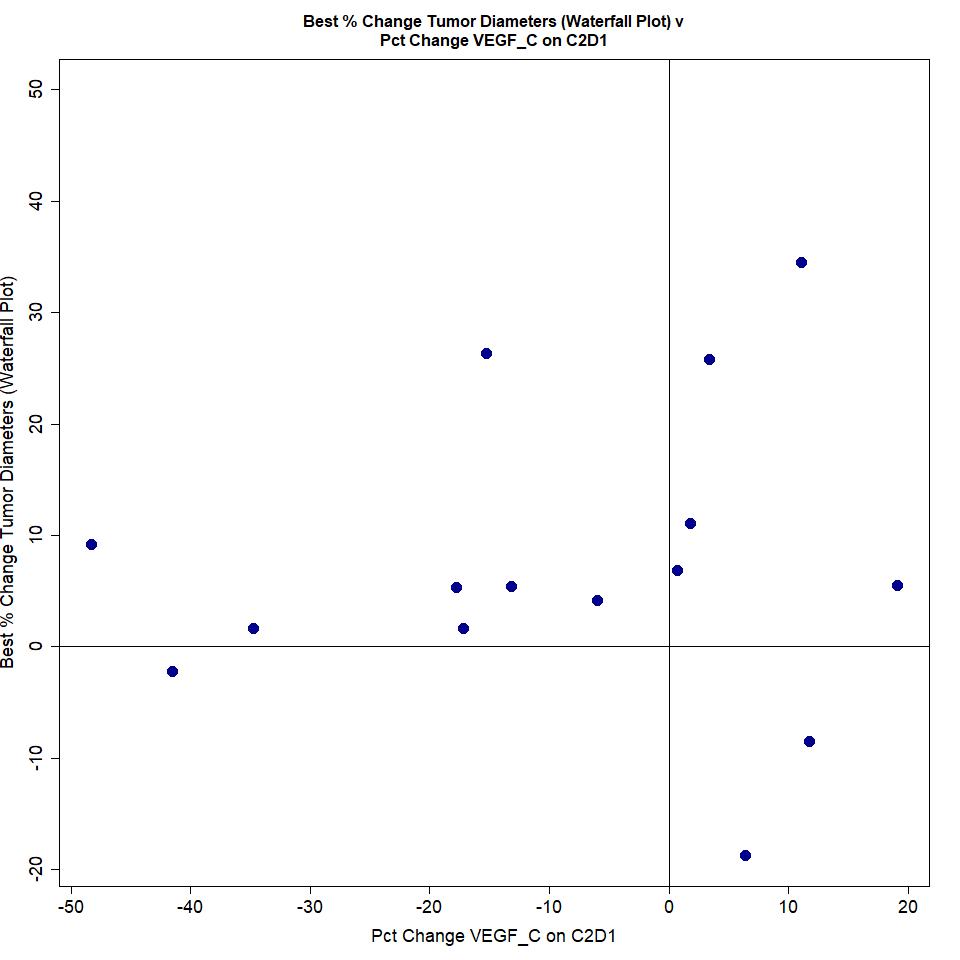 Best % Change Tumor Diameters (Waterfall Plot) v
Pct Change VEGF_C on C2D1
Best % Change Tumor Diameters (Waterfall Plot)
50
40
30
20
10
0
-10
-20
-50 -40 -30 -20 -10 0 10 20
Pct Change VEGF_C on C2D1